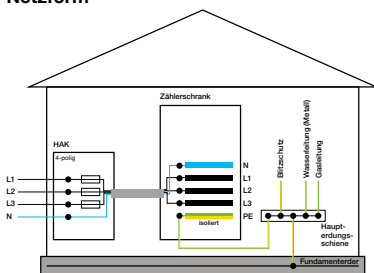 Netzform
Zählerschrank
HAK
4-polig
L1
L2
L3
N
N
L1
L2
L3
PE
isoliert
Blitzschutz
Wasserleitung (Metall)
Gasleitung
Haupt-
erdungs-
schiene
Fundamenterder